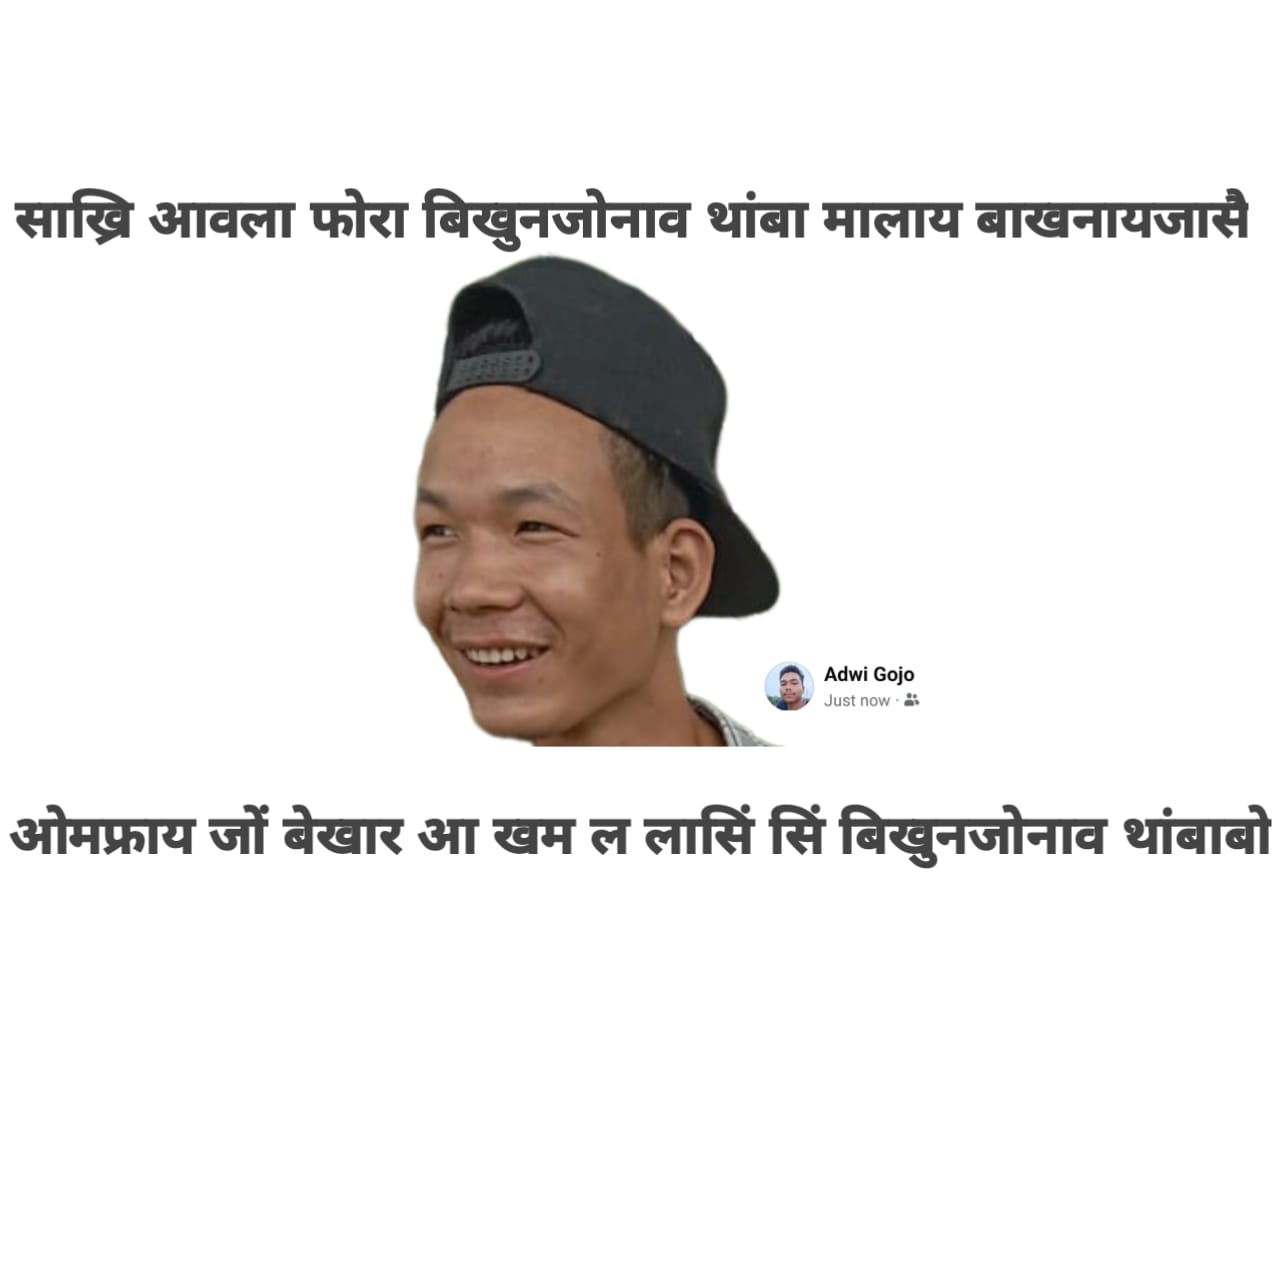 साख्रि आवला फोरा बिखुनजोनाव थांबा मालाय बाखनायजासै
Adwi Gojo
Just now ·
ओमफ्राय जों बेखार आ खम ल लासिं सिं बिखुनजोनाव थांबाबो